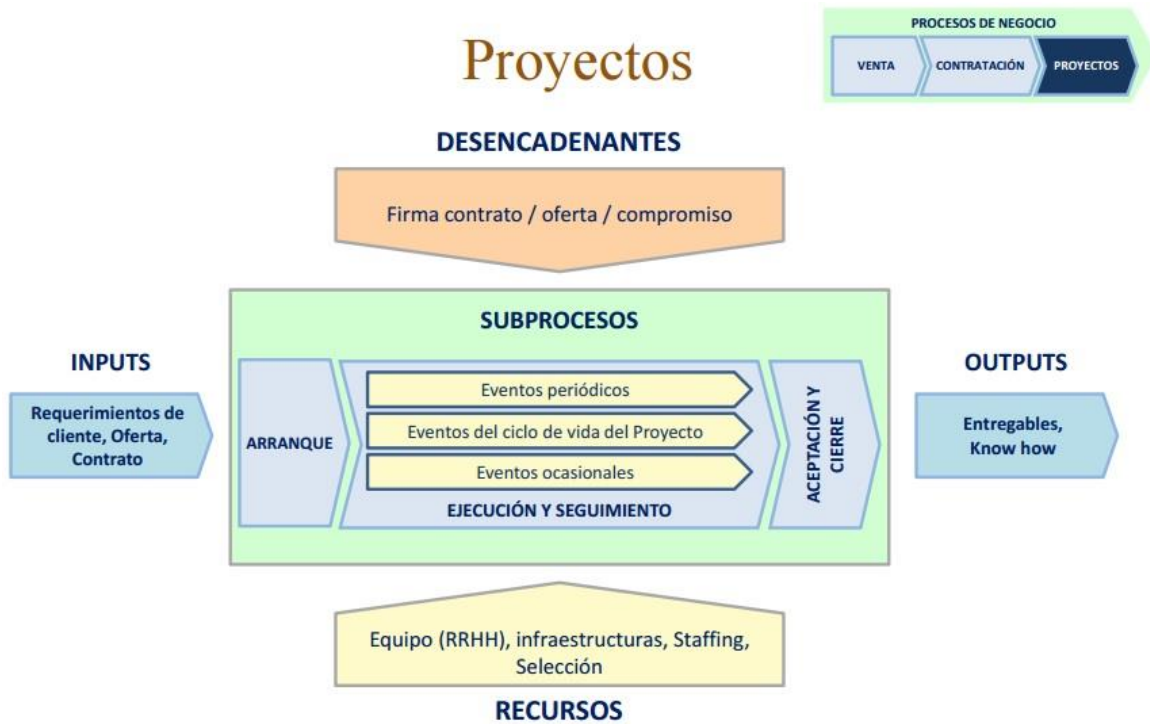 Proyectos
PROCESOS DE NEGOCIO
VENTA
CONTRATACIÓN
PROYECTOS
DESENCADENANTES
Firma contrato / oferta / compromiso
SUBPROCESOS
INPUTS
Requerimientos de
cliente, Oferta,
Contrato
ARRANQUE
Eventos periódicos
Eventos del ciclo de vida del Proyecto
Eventos ocasionales
EJECUCIÓN Y SEGUIMIENTO
ACEPTACIÓN Y
CIERRE
OUTPUTS
Entregables,
Know how
Equipo (RRHH), infraestructuras, Staffing,
Selección
RECURSOS